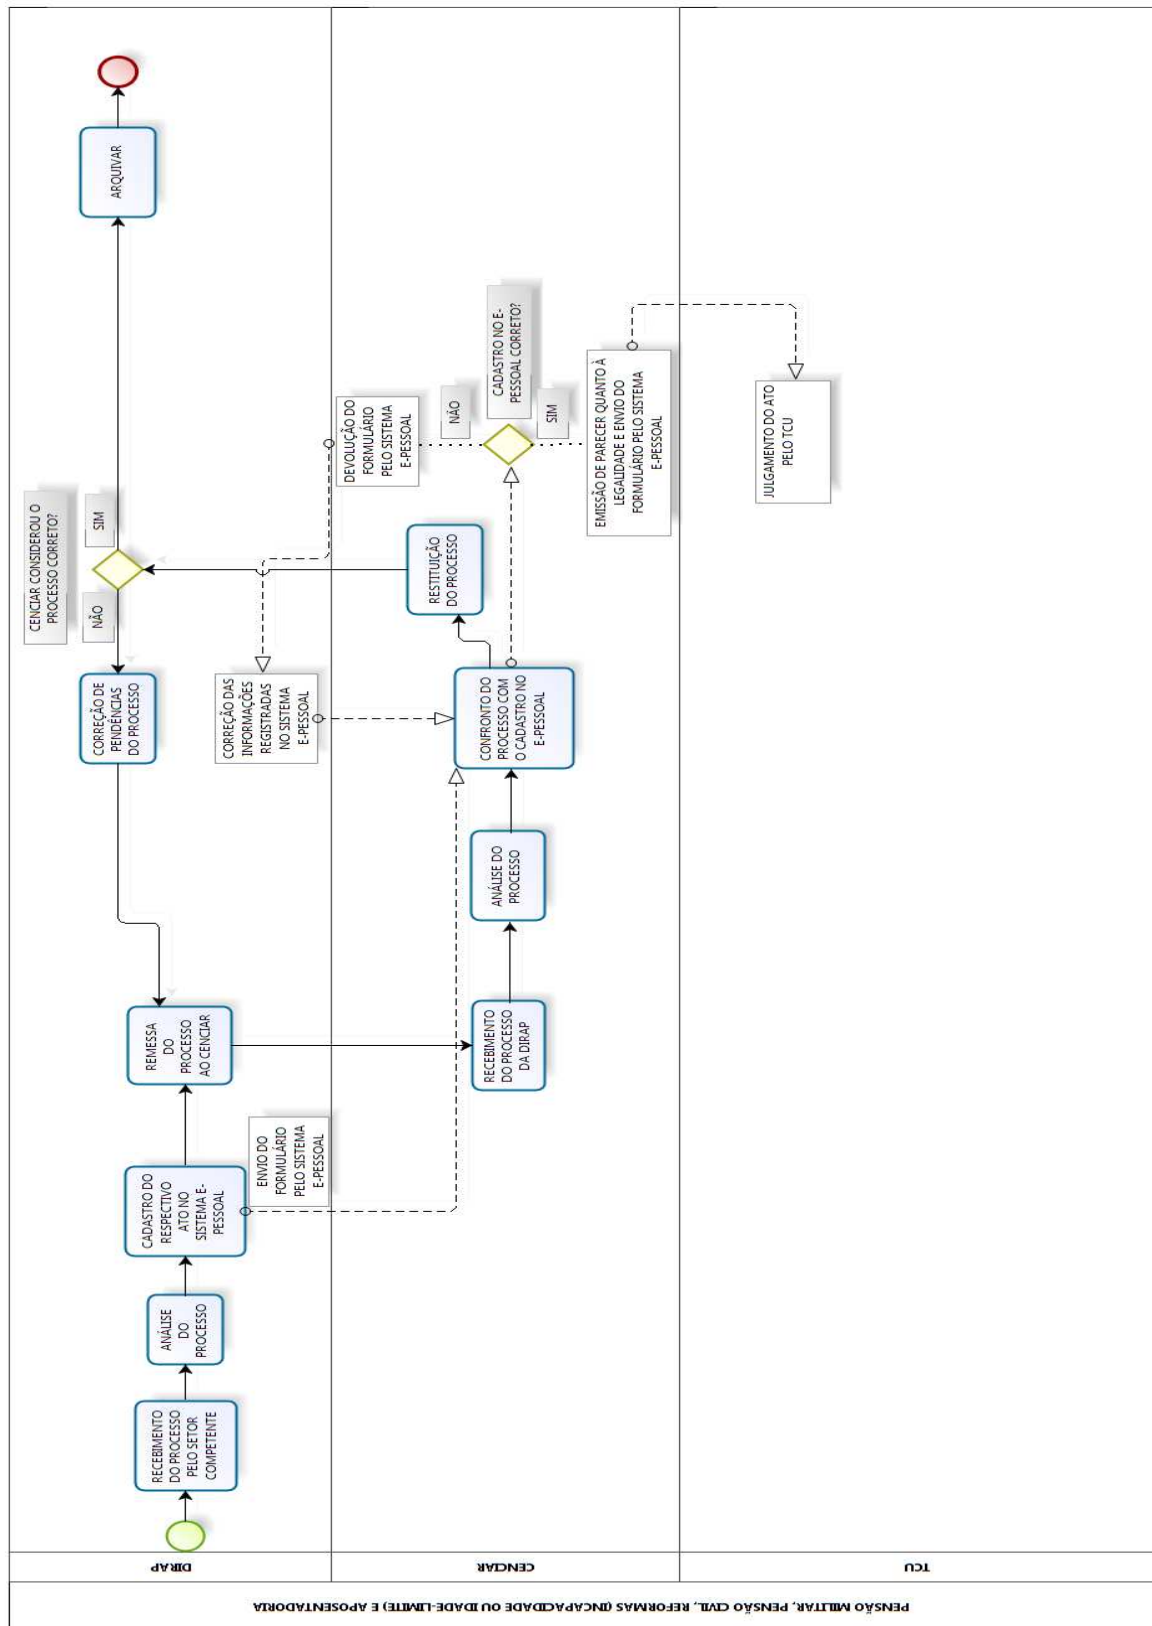 PENSÃO MILITAR, PENSÃO CIVIL, REFORMAS (INCAPACIDADE OU IDADE-LIMITE) E APOSENTADORIA
DIRAP
RECEBIMENTO
DO PROCESSO
PELO SETOR
COMPETENTE
ANÁLISE
DO
PROCESSO
CADASTRO DO
RESPECTIVO
ATO NO
SISTEMA E-
PESSOAL
ENVIO DO
FORMULÁRIO
PELO SISTEMA
E-PESSOAL
REMESSA
DO
PROCESSO
AO CENCIAR
CORREÇÃO DE
PENDÊNCIAS
DO PROCESSO
CORREÇÃO DAS
INFORMAÇÕES
REGISTRADAS
NO SISTEMA
E-PESSOAL
CENCIAR CONSIDEROU O
PROCESSO CORRETO?
NÃO
SIM
ARQUIVAR
CENCIAR
RECEBIMENTO
DO PROCESSO
DA DIRAP
ANÁLISE DO
PROCESSO
CONFRONTO DO
PROCESSO COM
O CADASTRO NO
E-PESSOAL
RESTITUIÇÃO
DO PROCESSO
DEVOLUÇÃO DO
FORMULÁRIO
PELO SISTEMA
E-PESSOAL
NÃO
CADASTRO NO E-
PESSOAL CORRETO?
SIM
EMISSÃO DE PARECER QUANTO À
LEGALIDADE E ENVIO DO
FORMULÁRIO PELO SISTEMA
E-PESSOAL
TCU
JULGAMENTO DO ATO
PELO TCU